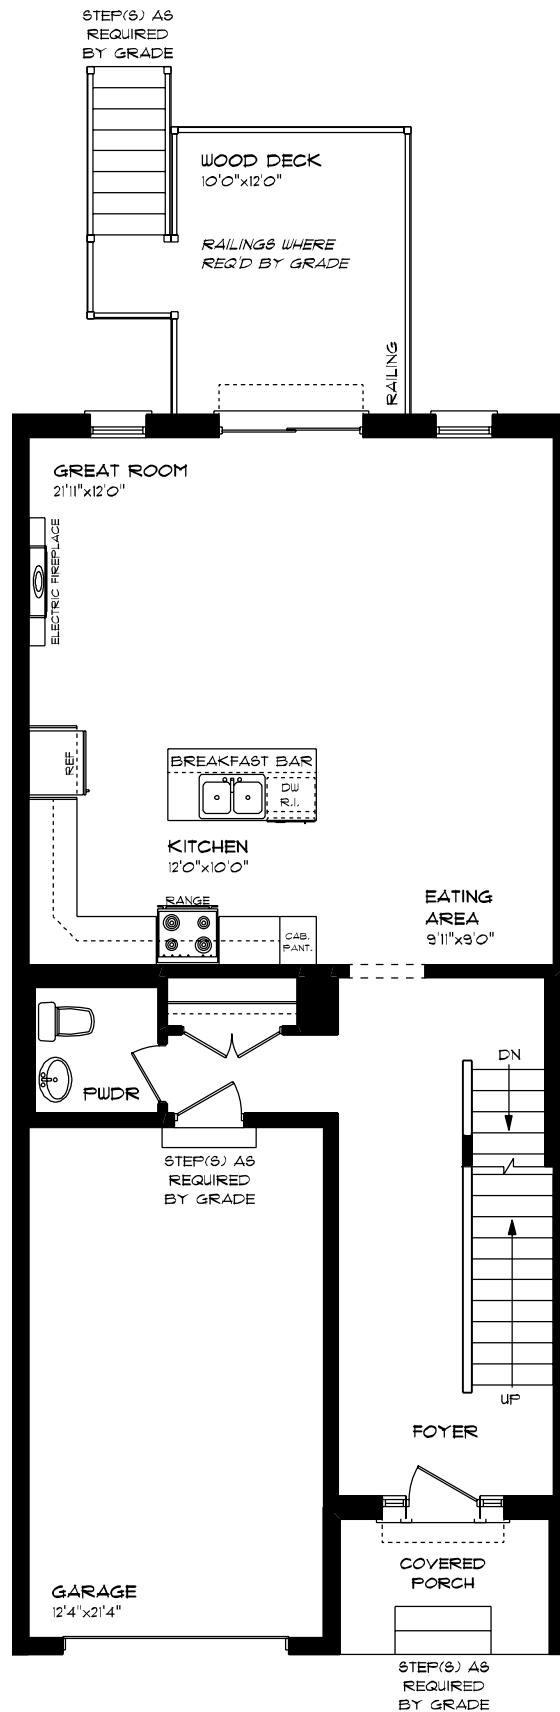 STEP(S) AS
REQUIRED
BY GRADE
WOOD DECK
10'0"x12'0"
RAILINGS WHERE
REQ'D BY GRADE
RAILING
GREAT ROOM
21'11"x12'0"
ELECTRIC FIREPLACE
REF
BREAKFAST BAR
DW
R.I.
KITCHEN
12'0"x10'0"
RANGE
CAB.
PANT.
EATING
AREA
9'11"x9'0"
PWDR
DN
STEP(S) AS
REQUIRED
BY GRADE
UP
FOYER
GARAGE
12'4"x21'4"
COVERED
PORCH
STEP(S) AS
REQUIRED
BY GRADE